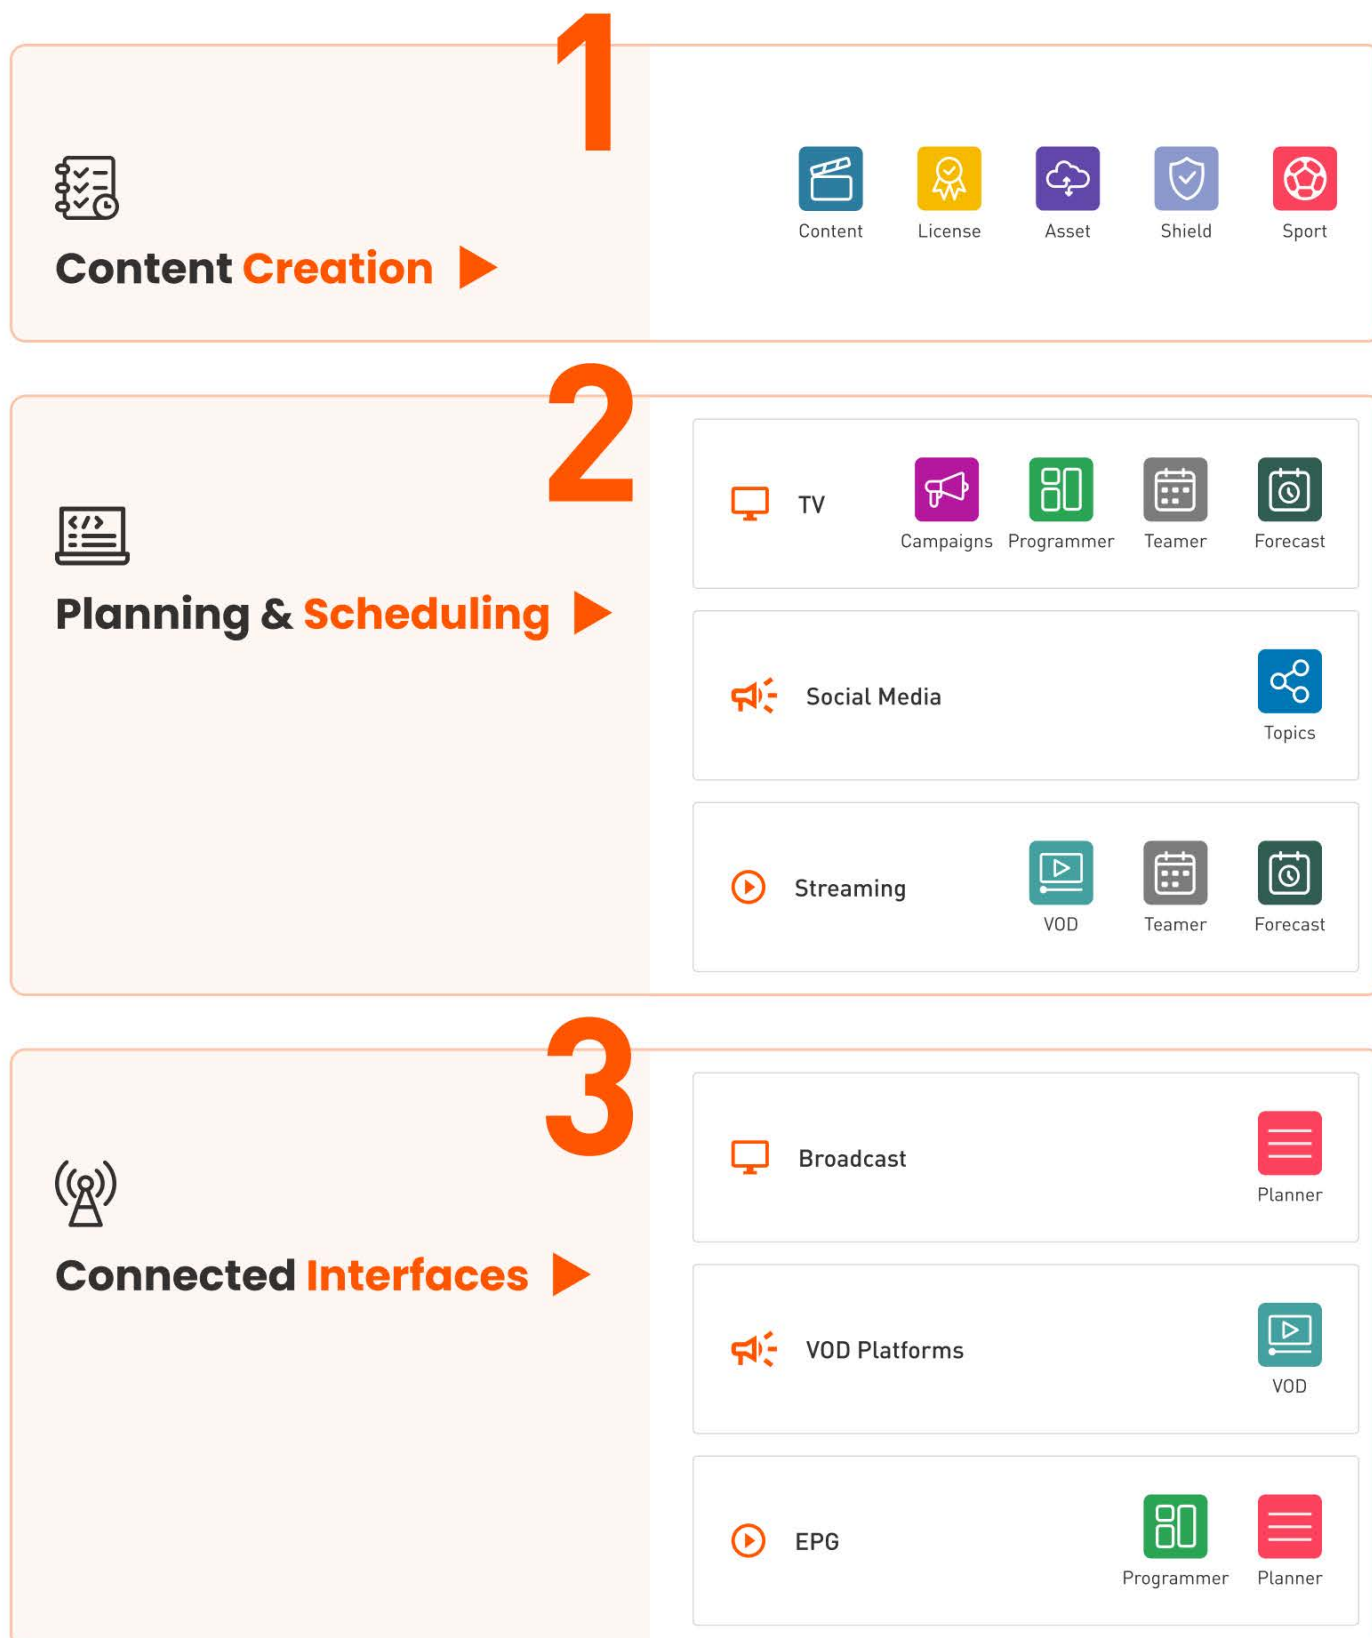 1
Content License Asset Shield Sport
Content Creation
2
TV
Campaigns Programmer Teamer Forecast
Planning & Scheduling
Social Media
Topics
Streaming
VOD Teamer Forecast
3
Broadcast
Planner
Connected Interfaces
VOD Platforms
VOD
EPG
Programmer Planner